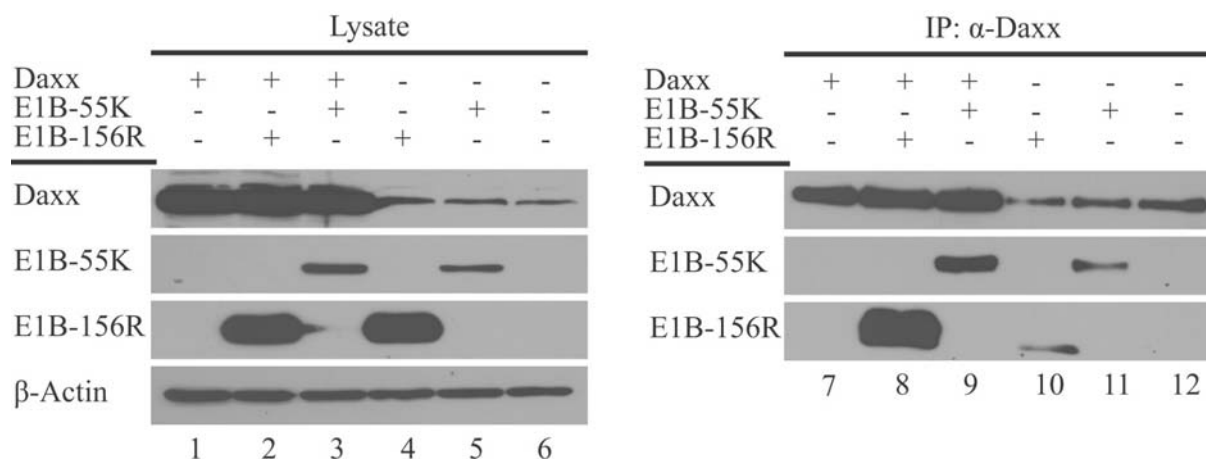 Lysate
Daxx + + + - - -
E1B-55K - - + - + -
E1B-156R - + - + - -
Daxx
E1B-55K
E1B-156R
β-Actin
1 2 3 4 5 6
IP: α-Daxx
Daxx + + + - - -
E1B-55K - - + - + -
E1B-156R - + - + - -
Daxx
E1B-55K
E1B-156R
7 8 9 10 11 12